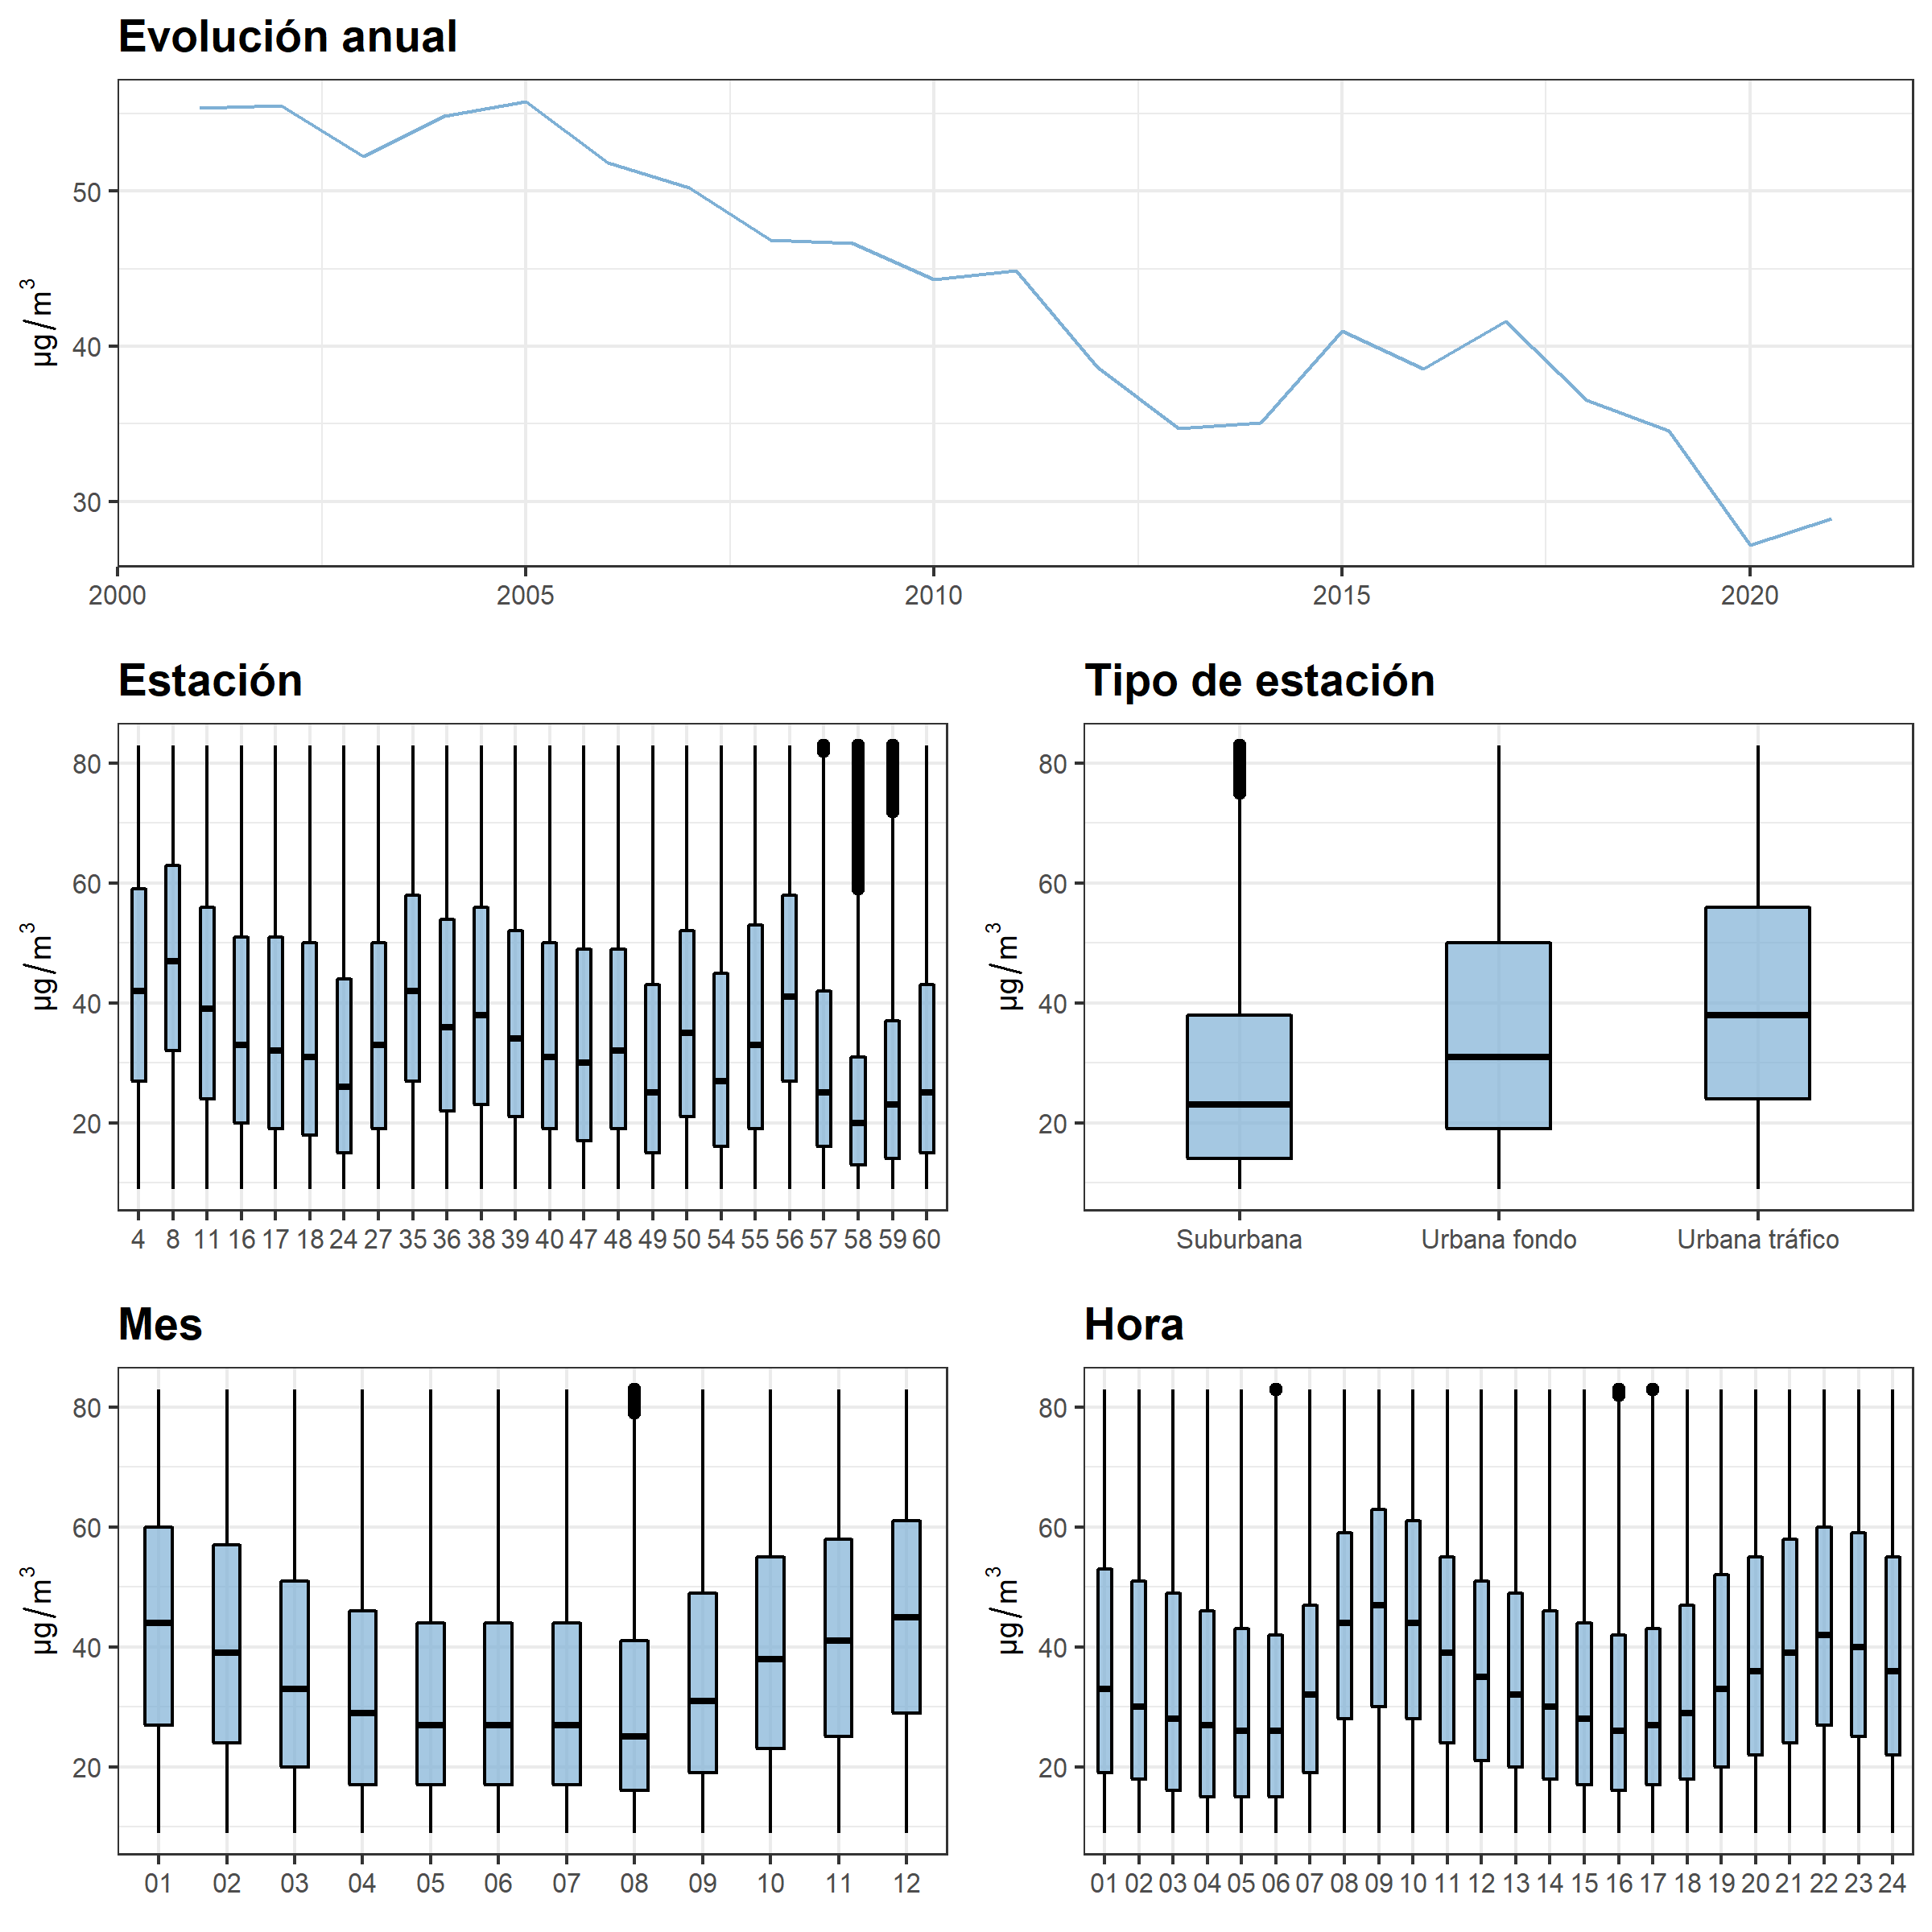 Evolución anual
µg/m³
50
40
30
2000 2005 2010 2015 2020
Estación
µg/m³
80
60
40
20
4 8 11 16 17 18 24 27 35 36 38 39 40 47 48 49 50 54 55 56 57 58 59 60
Tipo de estación
µg/m³
80
60
40
20
Suburbana Urbana fondo Urbana tráfico
Mes
µg/m³
80
60
40
20
01 02 03 04 05 06 07 08 09 10 11 12
Hora
µg/m³
80
60
40
20
01 02 03 04 05 06 07 08 09 10 11 12 13 14 15 16 17 18 19 20 21 22 23 24